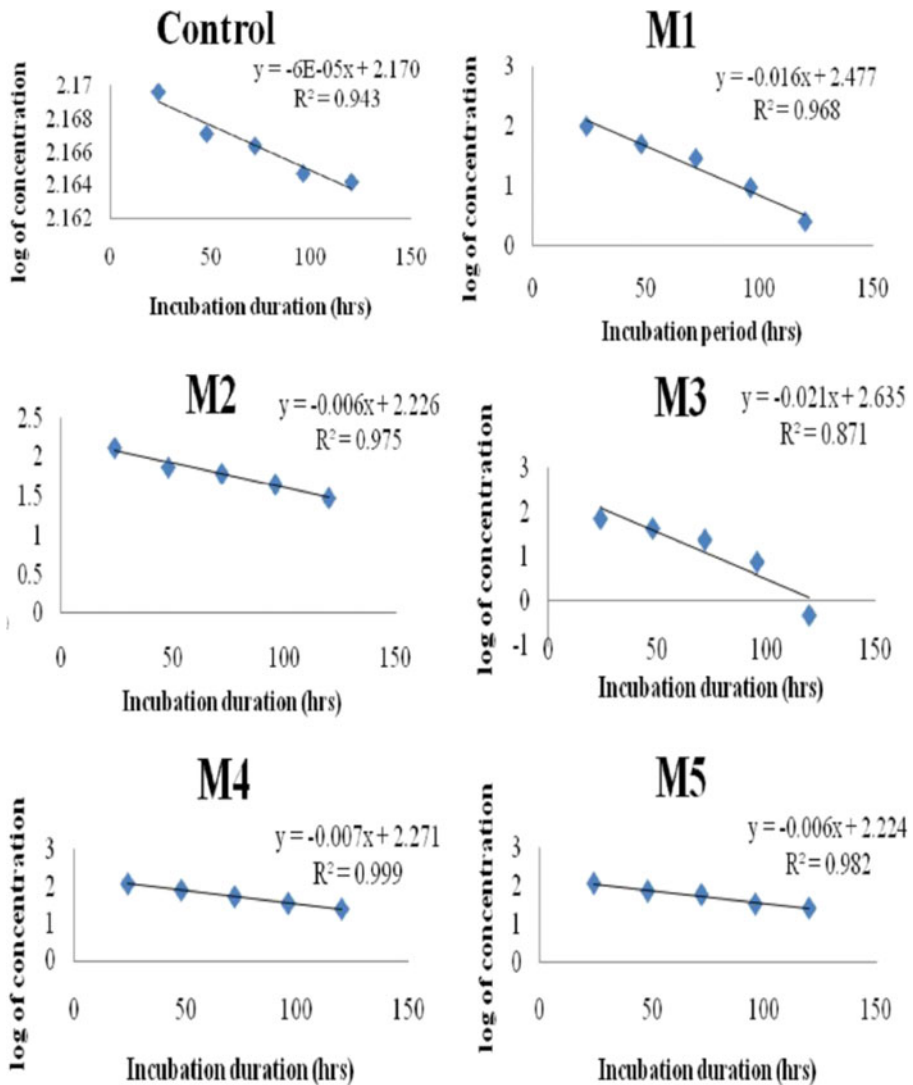 Control
y = -6E-05x + 2.170
R² = 0.943
2.17
2.168
2.166
2.164
2.162
0 50 100 150
log of concentration
Incubation duration (hrs)
M1
y = -0.016x + 2.477
R² = 0.968
3
2
1
0
0 50 100 150
log of concentration
Incubation period (hrs)
M2
y = -0.006x + 2.226
R² = 0.975
2.5
2
1.5
1
0.5
0
0 50 100 150
Incubation duration (hrs)
M3
y = -0.021x + 2.635
R² = 0.871
3
2
1
0
-1
0 50 100 150
log of concentration
Incubation duration (hrs)
M4
y = -0.007x + 2.271
R² = 0.999
3
2
1
0
0 50 100 150
log of concentration
Incubation duration (hrs)
M5
y = -0.006x + 2.224
R² = 0.982
3
2
1
0
0 50 100 150
log of concentration
Incubation duration (hrs)